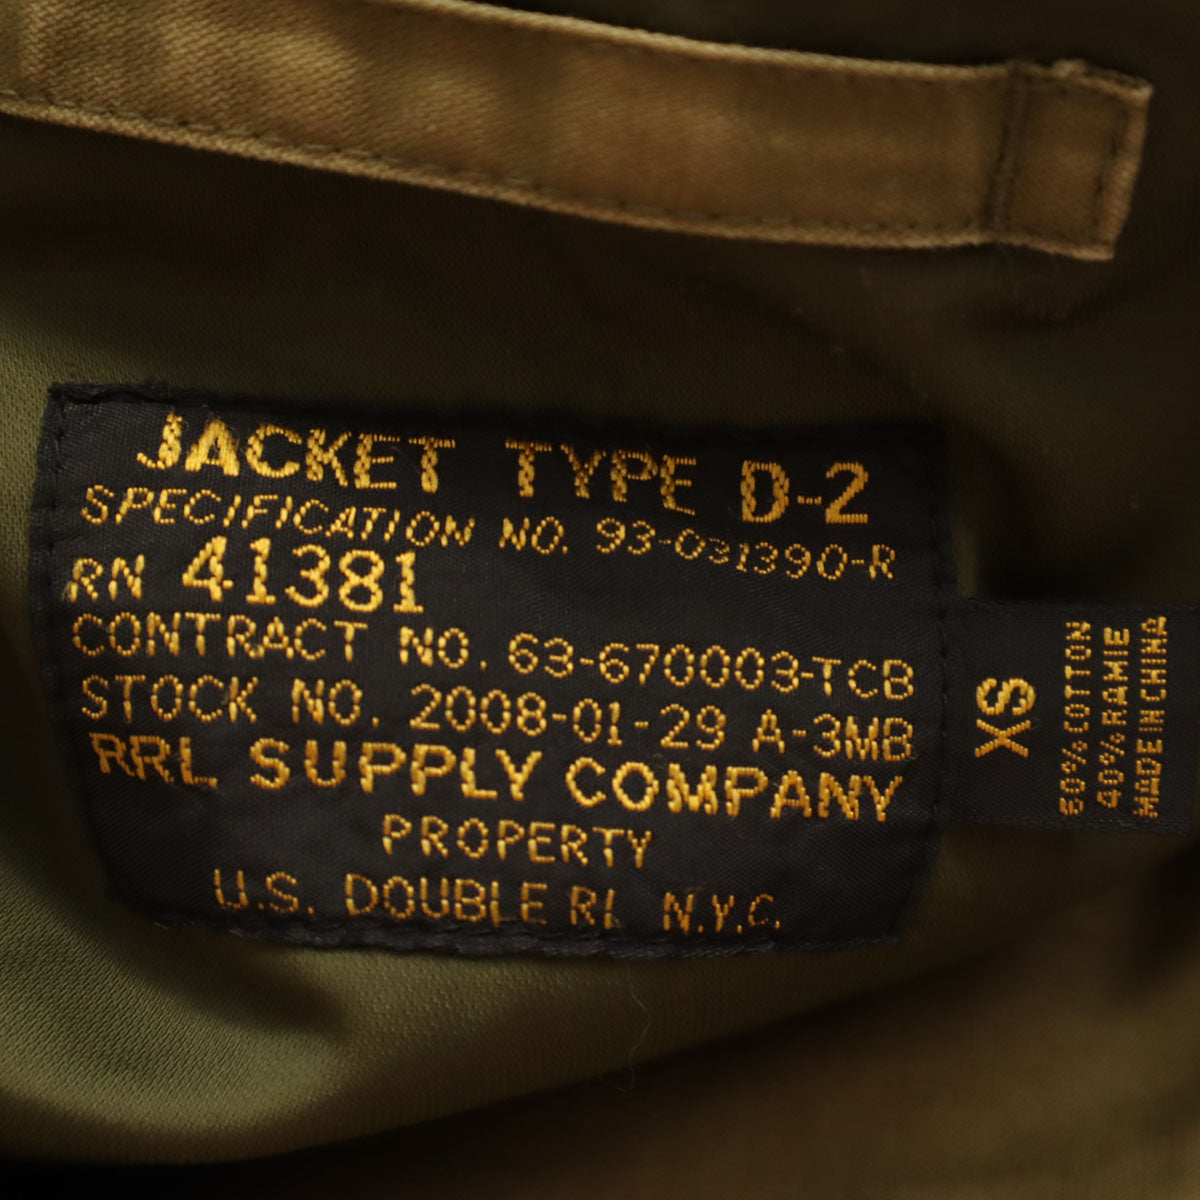 JACKET TYPE D-2
SPECIFICATION NO. 93-031390-R
RN 41381
CONTRACT NO. 63-670003-TCB
STOCK NO. 2008-01-29 A-3MB
RRL SUPPLY COMPANY
PROPERTY
U.S. DOUBLE RL N.Y.C.
XS
60% COTTON
40% RAMIE
MADE IN CHINA